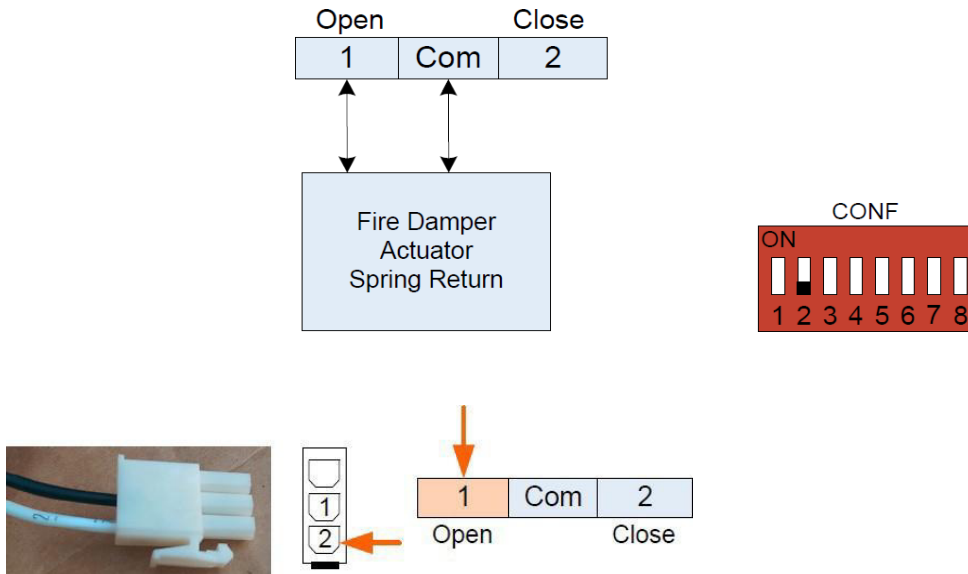 Open Close
1 Com 2
Fire Damper
Actuator
Spring Return
CONF
ON
1 2 3 4 5 6 7 8
2
1
2
1 Com 2
Open Close